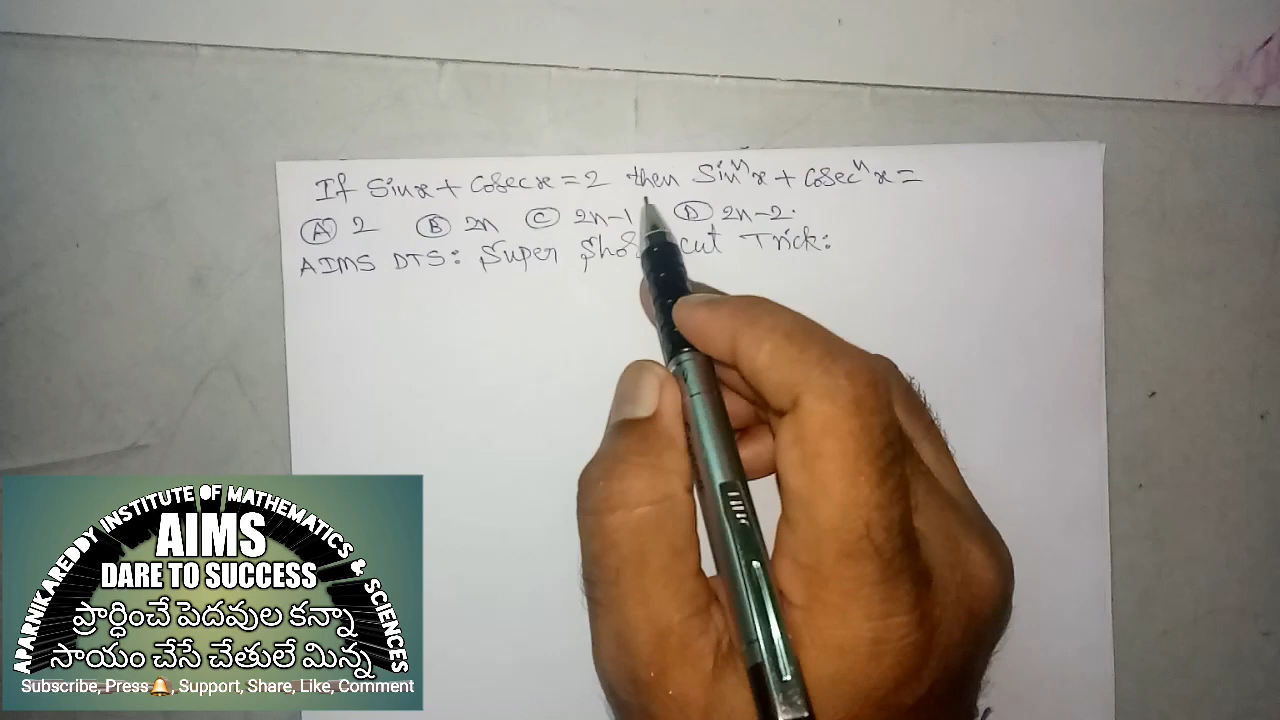 If Sinx + Cosecx = 2 then Sinⁿx + Cosecⁿx =
(A) 2 (B) 2n (C) 2n-1 (D) 2n-2.
AIMS DTS: Super Sho cut Trick:
APARNIKAREDDY INSTITUTE OF MATHEMATICS & SCIENCES
AIMS
DARE TO SUCCESS
ప్రార్ధించే పెదవుల కన్నా
సాయం చేసే చేతులే మిన్న
Subscribe, Press🔔, Support, Share, Like, Comment